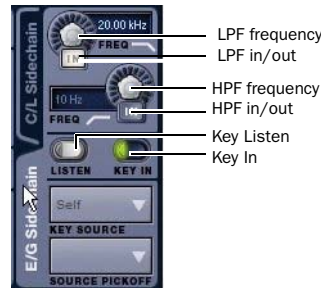 C/L Sidechain
20.00 kHz
FREQ
IN
10 Hz
FREQ
LISTEN
KEY IN
E/G Sidechain
Self
KEY SOURCE
SOURCE PICKOFF
LPF frequency
LPF in/out
HPF frequency
HPF in/out
Key Listen
Key In